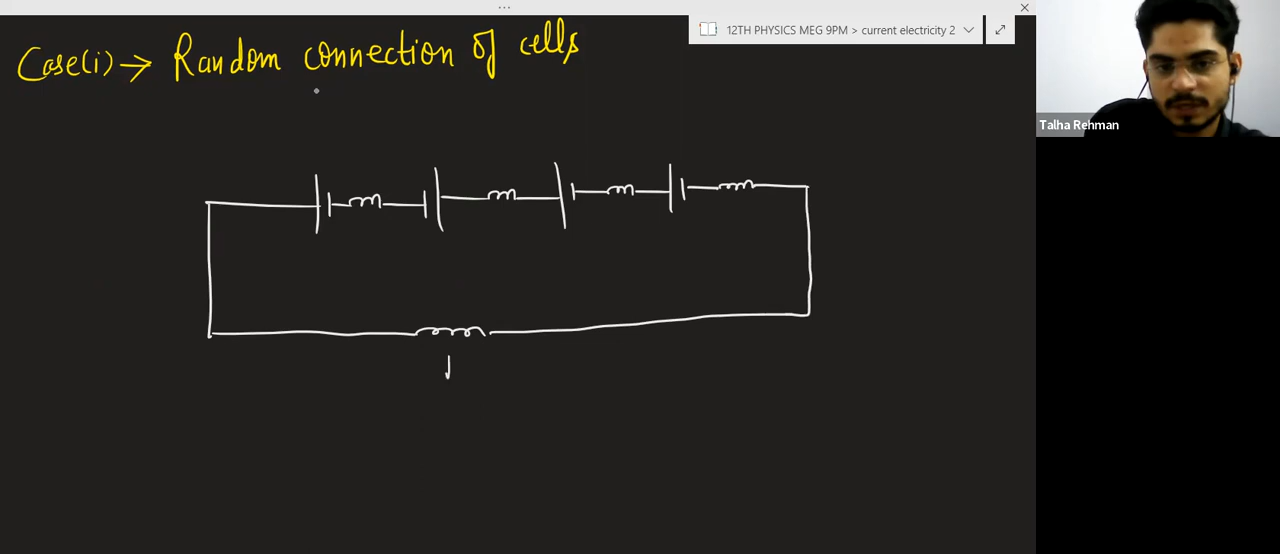 12TH PHYSICS MEG 9PM > current electricity 2
Case(i) → Random connection of cells
Talha Rehman